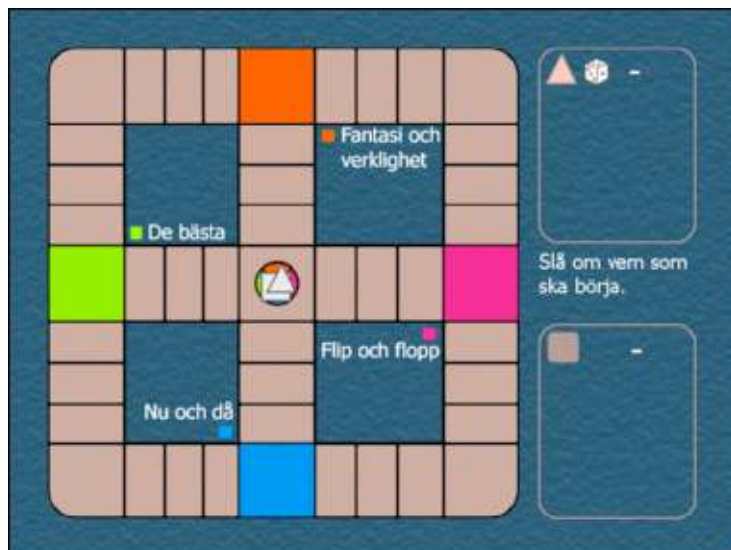 Fantasi och
verklighet
De bästa
Slå om vem som
ska börja.
Flip och flopp
Nu och då
-
-